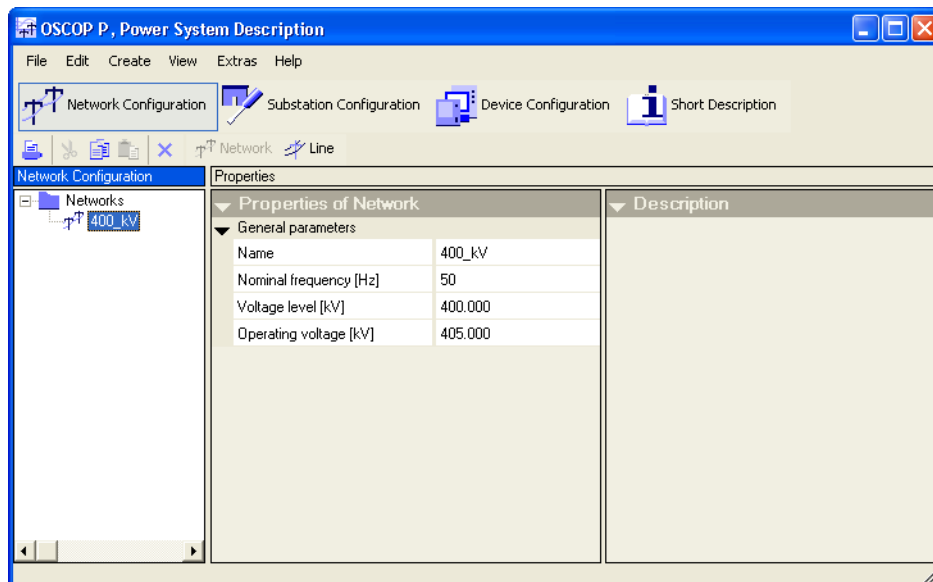 OSCOP P, Power System Description
File Edit Create View Extras Help
Network Configuration Substation Configuration Device Configuration Short Description
Network Line
Network Configuration Properties
Networks
400_kV
Properties of Network
General parameters
Name 400_kV
Nominal frequency [Hz] 50
Voltage level [kV] 400.000
Operating voltage [kV] 405.000
Description